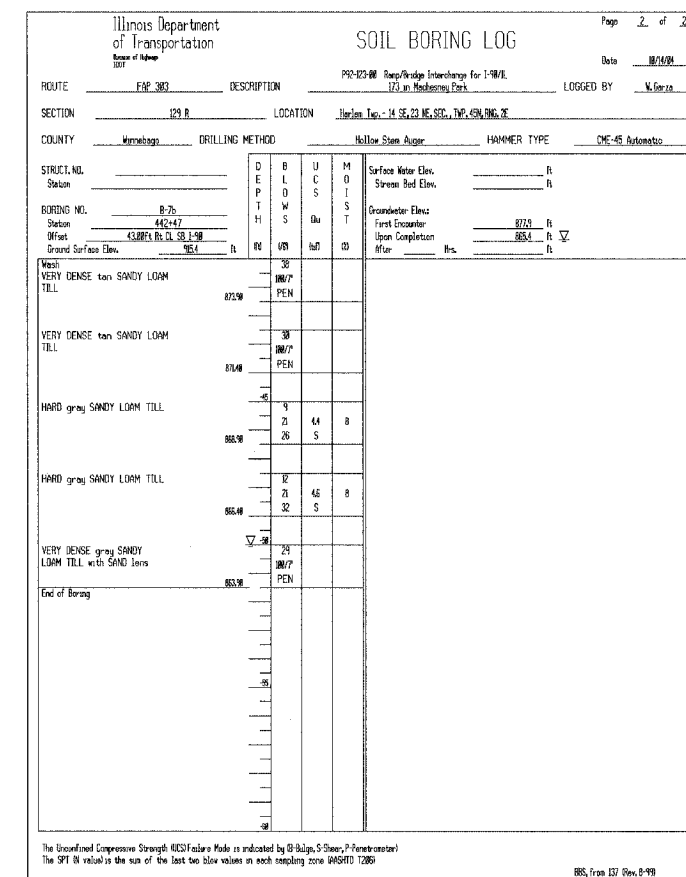 Illinois Department
of Transportation
Division of Highways
IDOT
SOIL BORING LOG
Page 2 of 2
Date 10/14/04
P92-123-00 Ramp/Bridge Interchange for I-90/IL
ROUTE FAP 303 DESCRIPTION 173 in Machesney Park LOGGED BY W. Garza
SECTION 129 R LOCATION Harlem Twp. - 14 SE, 23 NE, SEC., TWP. 45N, RNG. 2E
COUNTY Winnebago DRILLING METHOD Hollow Stem Auger HAMMER TYPE CME-45 Automatic
STRUCT. NO.
Station
BORING NO. B-7b
Station 442+47
Offset 43.00Ft Rt CL SB I-90
Ground Surface Elev. 915.4 ft
DEPTH (ft)
BLOWS (/6")
UCS Qu (tsf)
MOIST (%)
Surface Water Elev. ft
Stream Bed Elev. ft
Groundwater Elev.:
First Encounter 877.9 ft
Upon Completion 865.4 ft ▽
After Hrs. ft
Wash 38
VERY DENSE tan SANDY LOAM 100/7"
TILL PEN
873.90
VERY DENSE tan SANDY LOAM 30
TILL 100/7"
871.40 PEN
-45
HARD gray SANDY LOAM TILL 9
21 4.4 8
868.90 26 S
HARD gray SANDY LOAM TILL 12
21 4.6 8
866.40 32 S
▽ -50
VERY DENSE gray SANDY 29
LOAM TILL with SAND lens 100/7"
863.90 PEN
End of Boring
-55
-60
The Unconfined Compressive Strength (UCS) Failure Mode is indicated by (B-Bulge, S-Shear, P-Penetrometer)
The SPT (N value) is the sum of the last two blow values in each sampling zone (AASHTO T206)
BBS, from 137 (Rev. 8-99)